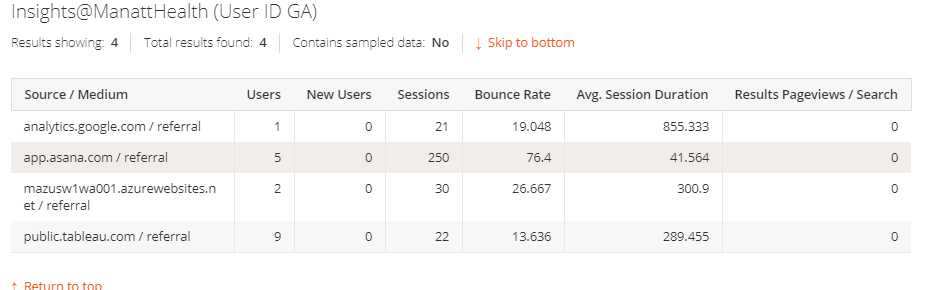 Insights@ManattHealth (User ID GA)
Results showing: 4 Total results found: 4 Contains sampled data: No ↓ Skip to bottom
Source / Medium Users New Users Sessions Bounce Rate Avg. Session Duration Results Pageviews / Search
analytics.google.com / referral 1 0 21 19.048 855.333 0
app.asana.com / referral 5 0 250 76.4 41.564 0
mazusw1wa001.azurewebsites.n 2 0 30 26.667 300.9 0
et / referral
public.tableau.com / referral 9 0 22 13.636 289.455 0
↑ Return to top